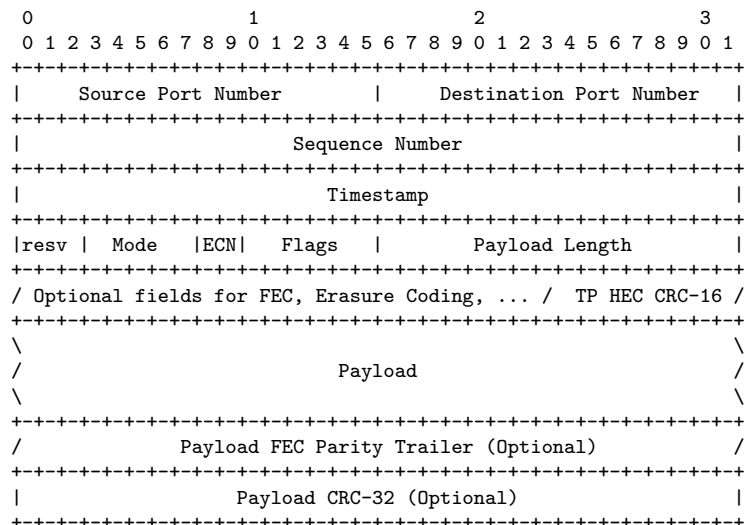 0                   1                   2                   3
 0 1 2 3 4 5 6 7 8 9 0 1 2 3 4 5 6 7 8 9 0 1 2 3 4 5 6 7 8 9 0 1
+-+-+-+-+-+-+-+-+-+-+-+-+-+-+-+-+-+-+-+-+-+-+-+-+-+-+-+-+-+-+-+-+
|     Source Port Number        |     Destination Port Number   |
+-+-+-+-+-+-+-+-+-+-+-+-+-+-+-+-+-+-+-+-+-+-+-+-+-+-+-+-+-+-+-+-+
|                        Sequence Number                        |
+-+-+-+-+-+-+-+-+-+-+-+-+-+-+-+-+-+-+-+-+-+-+-+-+-+-+-+-+-+-+-+-+
|                           Timestamp                           |
+-+-+-+-+-+-+-+-+-+-+-+-+-+-+-+-+-+-+-+-+-+-+-+-+-+-+-+-+-+-+-+-+
|resv |  Mode   |ECN|   Flags   |        Payload Length         |
+-+-+-+-+-+-+-+-+-+-+-+-+-+-+-+-+-+-+-+-+-+-+-+-+-+-+-+-+-+-+-+-+
/ Optional fields for FEC, Erasure Coding, ... /  TP HEC CRC-16 /
+-+-+-+-+-+-+-+-+-+-+-+-+-+-+-+-+-+-+-+-+-+-+-+-+-+-+-+-+-+-+-+-+
\                                                               \
/                            Payload                            /
\                                                               \
+-+-+-+-+-+-+-+-+-+-+-+-+-+-+-+-+-+-+-+-+-+-+-+-+-+-+-+-+-+-+-+-+
/              Payload FEC Parity Trailer (Optional)            /
+-+-+-+-+-+-+-+-+-+-+-+-+-+-+-+-+-+-+-+-+-+-+-+-+-+-+-+-+-+-+-+-+
|                   Payload CRC-32 (Optional)                   |
+-+-+-+-+-+-+-+-+-+-+-+-+-+-+-+-+-+-+-+-+-+-+-+-+-+-+-+-+-+-+-+-+